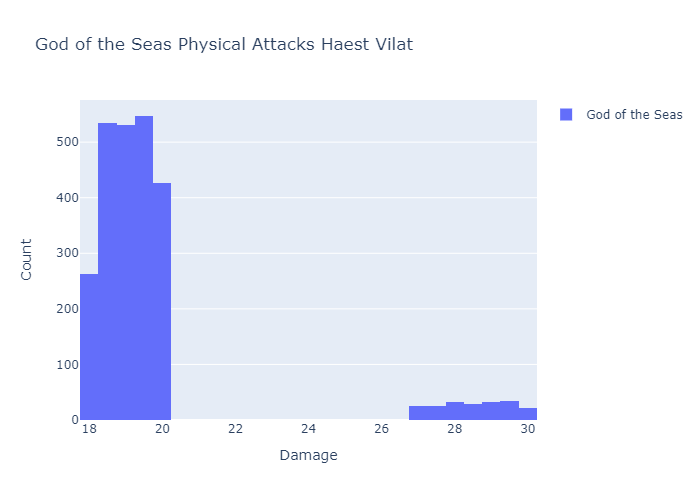 God of the Seas Physical Attacks Haest Vilat
God of the Seas
500
400
300
200
100
0
18 20 22 24 26 28 30
Count
Damage